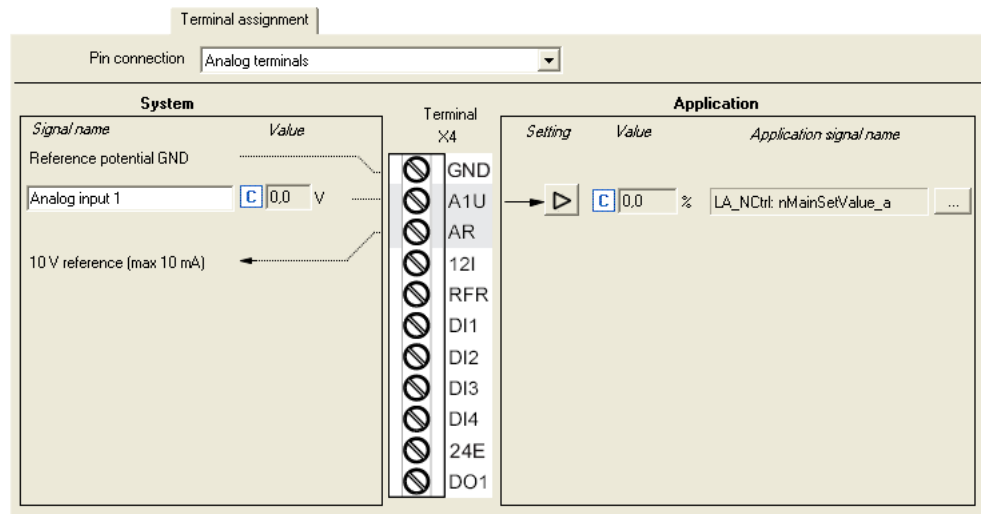 Terminal assignment
Pin connection Analog terminals
System Terminal X4 Application
Signal name Value Setting Value Application signal name
Reference potential GND GND
Analog input 1 C 0,0 V A1U C 0,0 % LA_NCtrl: nMainSetValue_a ...
AR
10 V reference (max 10 mA) 12I
RFR
DI1
DI2
DI3
DI4
24E
DO1